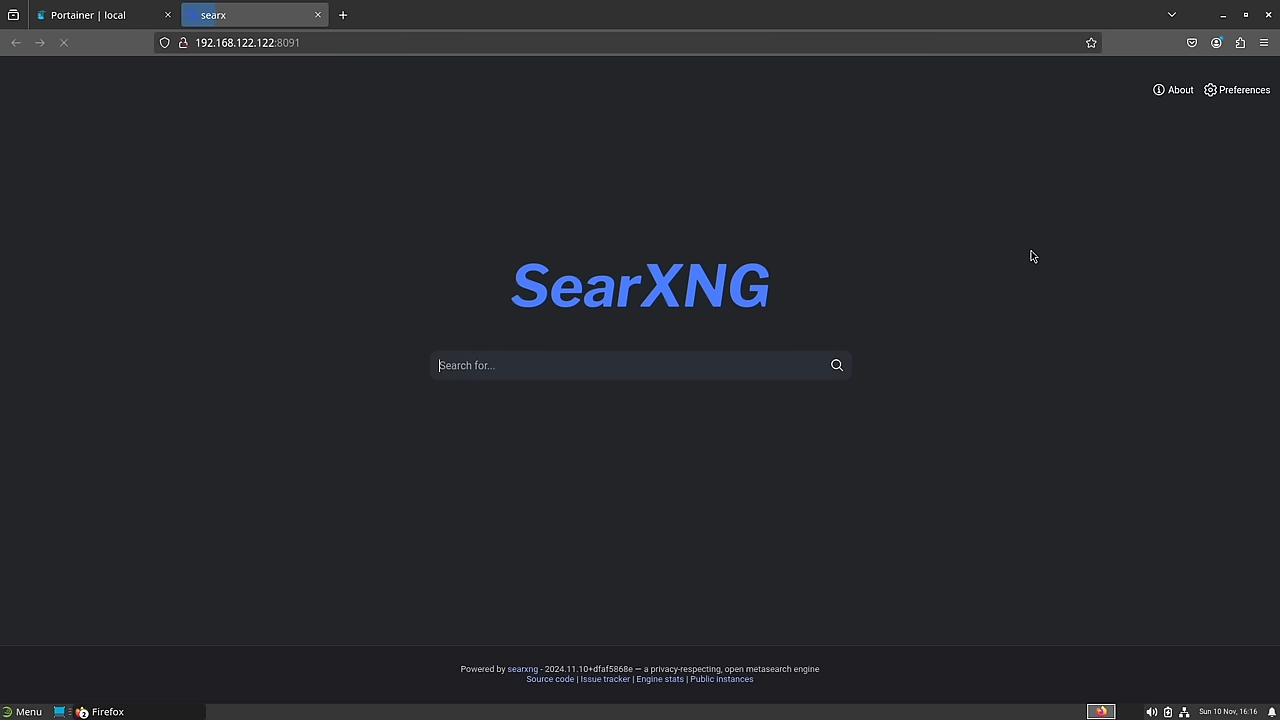 Portainer | local
searx
192.168.122.122:8091
About
Preferences
SearXNG
Search for...
Powered by searxng - 2024.11.10+dfaf5868e — a privacy-respecting, open metasearch engine
Source code | Issue tracker | Engine stats | Public instances
Menu
Firefox
Sun 10 Nov, 16:16